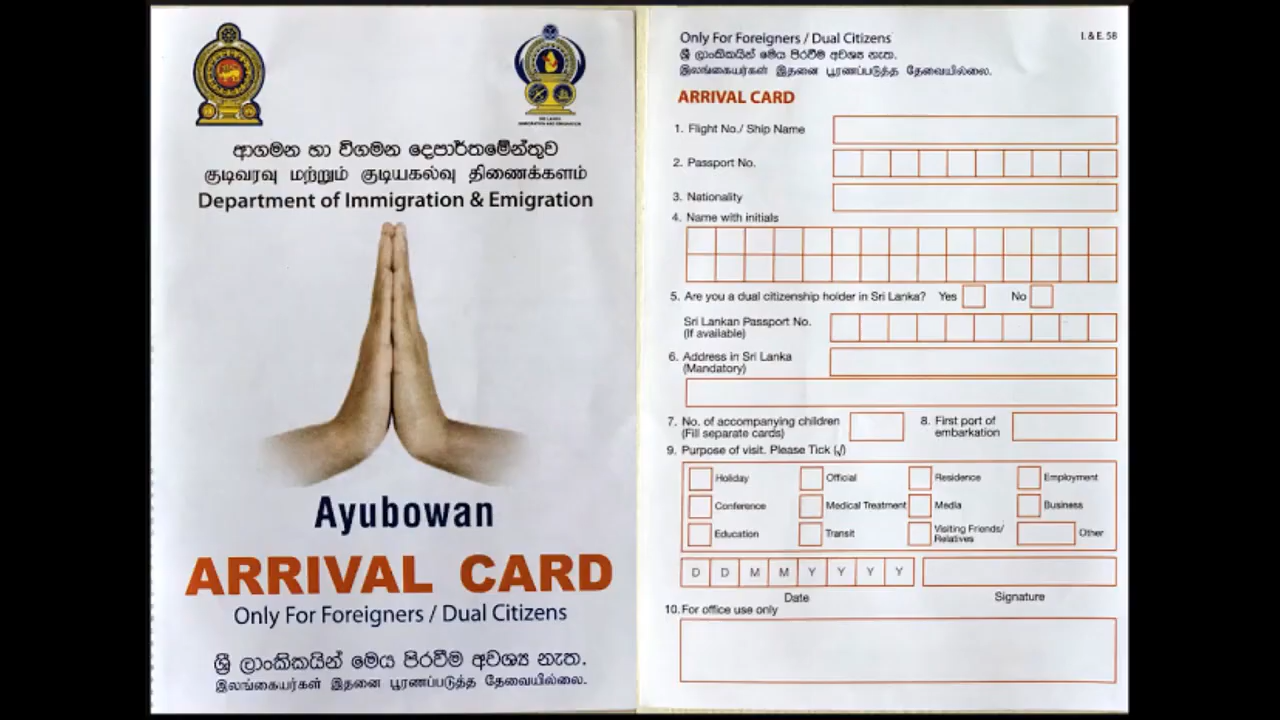 SRI LANKA
IMMIGRATION AND EMIGRATION
ආගමන හා විගමන දෙපාර්තමේන්තුව
குடிவரவு மற்றும் குடியகல்வு திணைக்களம்
Department of Immigration & Emigration
Ayubowan
ARRIVAL CARD
Only For Foreigners / Dual Citizens
ශ්‍රී ලාංකිකයින් මෙය පිරවීම අවශ්‍ය නැත.
இலங்கையர்கள் இதனை பூரணப்படுத்த தேவையில்லை.
Only For Foreigners / Dual Citizens
I. & E. 58
ශ්‍රී ලාංකිකයින් මෙය පිරවීම අවශ්‍ය නැත.
இலங்கையர்கள் இதனை பூரணப்படுத்த தேவையில்லை.
ARRIVAL CARD
1. Flight No./ Ship Name
2. Passport No.
3. Nationality
4. Name with initials
5. Are you a dual citizenship holder in Sri Lanka? Yes No
Sri Lankan Passport No.
(If available)
6. Address in Sri Lanka
(Mandatory)
7. No. of accompanying children
(Fill separate cards)
8. First port of
embarkation
9. Purpose of visit. Please Tick (√)
Holiday Official Residence Employment
Conference Medical Treatment Media Business
Education Transit Visiting Friends/
Relatives Other
D D M M Y Y Y Y
Date Signature
10. For office use only